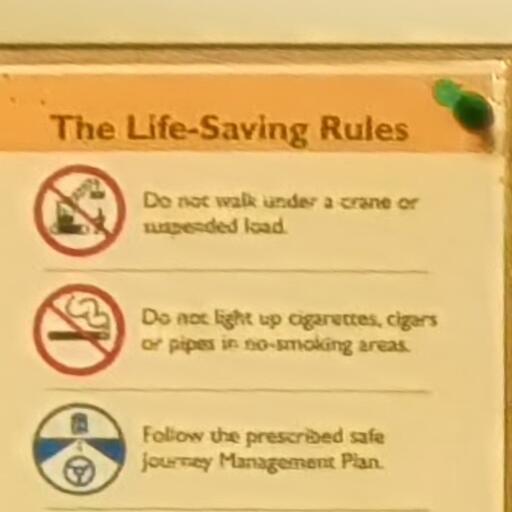 The Life-Saving Rules
Do not walk under a crane or
suspended load.
Do not light up cigarettes, cigars
or pipes in no-smoking areas.
Follow the prescribed safe
Journey Management Plan.